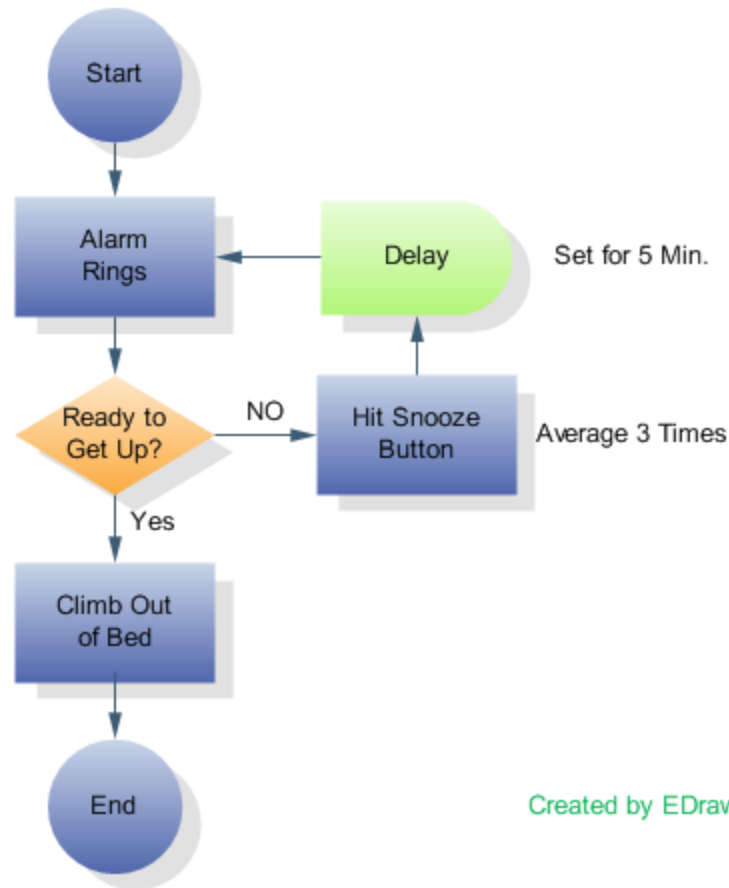 Start
Alarm
Rings
Delay
Set for 5 Min.
Ready to
Get Up?
NO
Hit Snooze
Button
Average 3 Times
Yes
Climb Out
of Bed
End
Created by EDraw